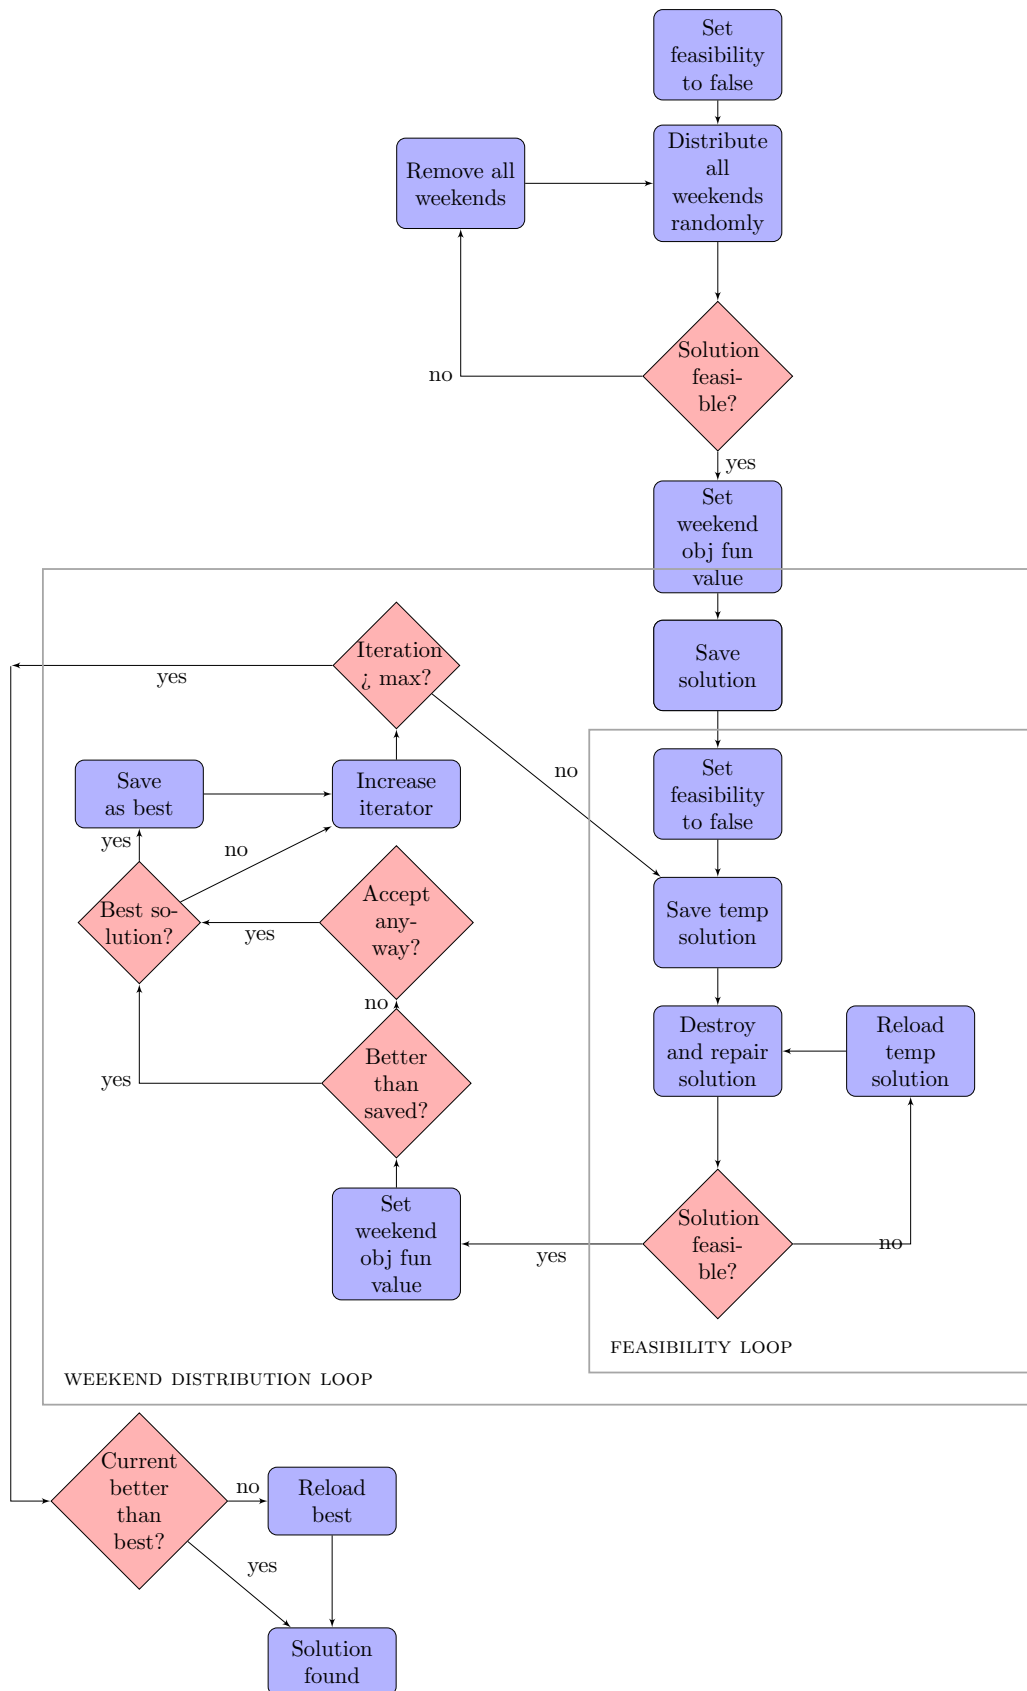 Set
feasibility
to false
Distribute
all
weekends
randomly
Remove all
weekends
Solution
feasi-
ble?
no
yes
Set
weekend
obj fun
value
Iteration
¿ max?
yes
Save
solution
no
Save
as best
Increase
iterator
Set
feasibility
to false
yes
no
Best so-
lution?
yes
Accept
any-
way?
Save temp
solution
no
Better
than
saved?
yes
Destroy
and repair
solution
Reload
temp
solution
Set
weekend
obj fun
value
yes
Solution
feasi-
ble?
no
FEASIBILITY LOOP
WEEKEND DISTRIBUTION LOOP
Current
better
than
best?
no
Reload
best
yes
Solution
found